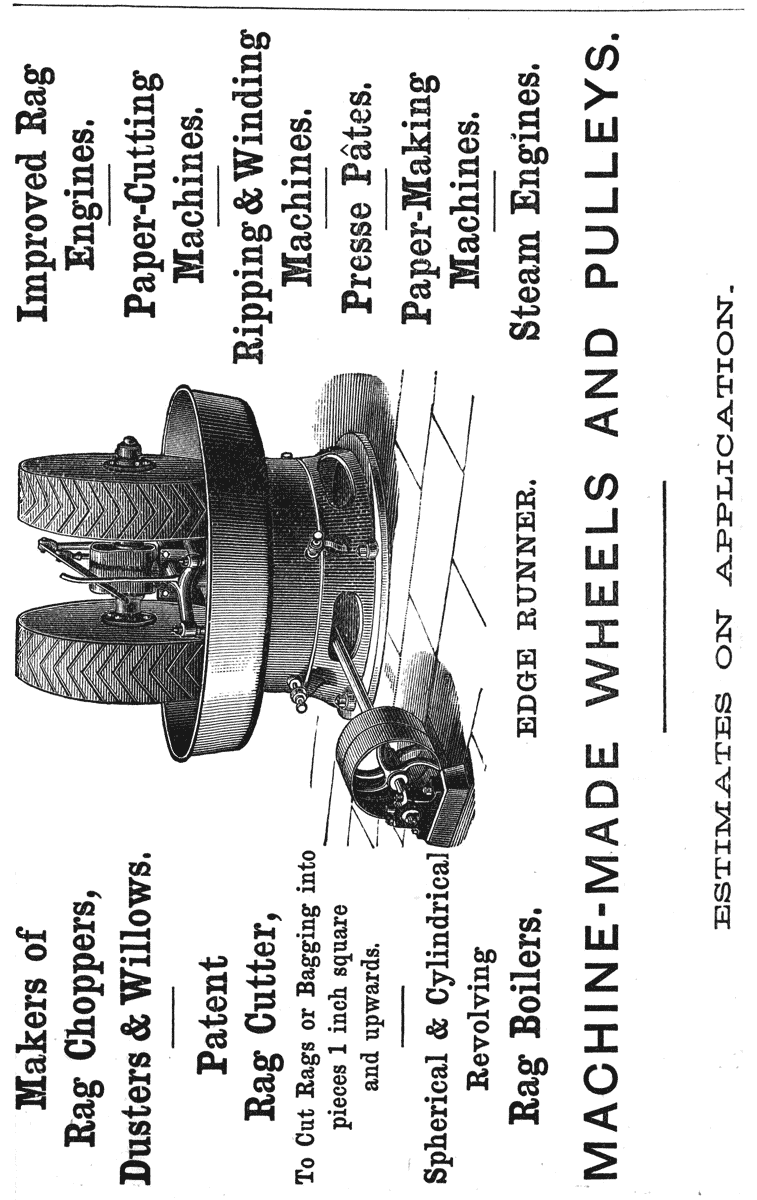 Makers of
Rag Choppers,
Dusters & Willows.
Patent
Rag Cutter,
To Cut Rags or Bagging into
pieces 1 inch square
and upwards.
Spherical & Cylindrical
Revolving
Rag Boilers.
EDGE RUNNER.
Improved Rag
Engines.
Paper-Cutting
Machines.
Ripping & Winding
Machines.
Presse Pâtes.
Paper-Making
Machines.
Steam Engines.
MACHINE-MADE WHEELS AND PULLEYS.
ESTIMATES ON APPLICATION.